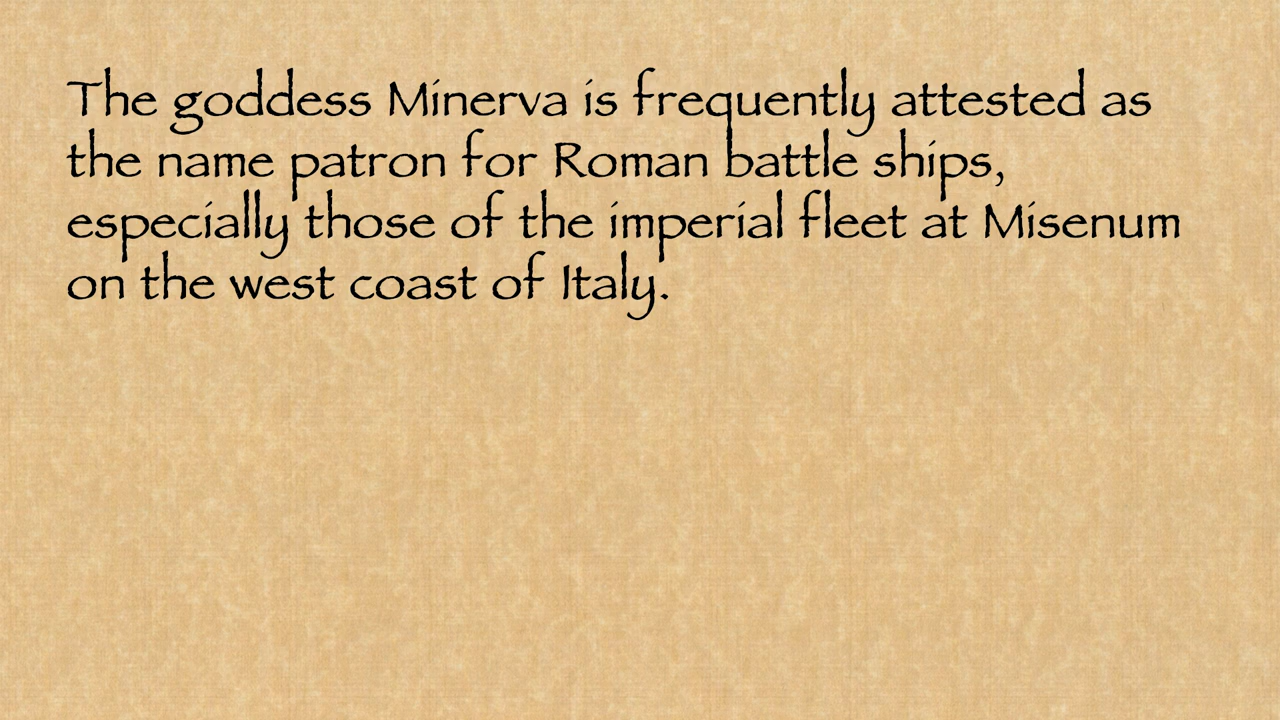 The goddess Minerva is frequently attested as
the name patron for Roman battle ships,
especially those of the imperial fleet at Misenum
on the west coast of Italy.